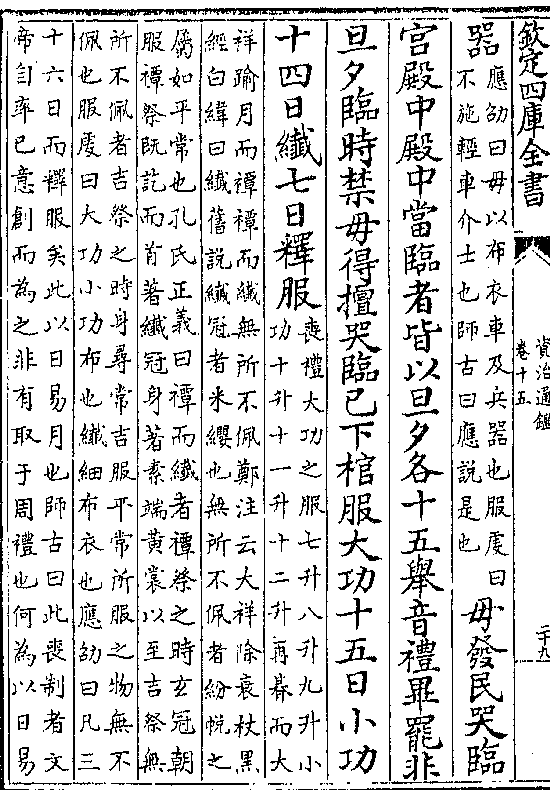 欽定四庫全書
資治通鑑
卷十五
二十九
器
應劭曰毋以布衣車及兵器也服虔曰
不施輕車介士也師古曰應説是也
毋發民哭臨
宫殿中殿中當臨者皆以旦夕各十五舉音禮畢罷非
旦夕臨時禁毋得擅哭臨已下棺服大功十五日小功
十四日纖七日釋服
喪禮大功之服七升八升九升小
功十升十一升十二升再朞而大
祥踰月而禫禫而纖無所不佩鄭注云大祥除衰杖黑
經白緯曰纖舊説纖冠者采纓也無所不佩者紛帨之
屬如平常也孔氏正義曰禫而纖者禫祭之時玄冠朝
服禫祭既訖而首著纖冠身著素端黄裳以至吉祭無
所不佩者吉祭之時身尋常吉服平常所服之物無不
佩也服虔曰大功小功布也纖細布衣也應劭曰凡三
十六日而釋服矣此以日易月也師古曰此喪制者文
帝自率已意創而為之非有取于周禮也何為以日易